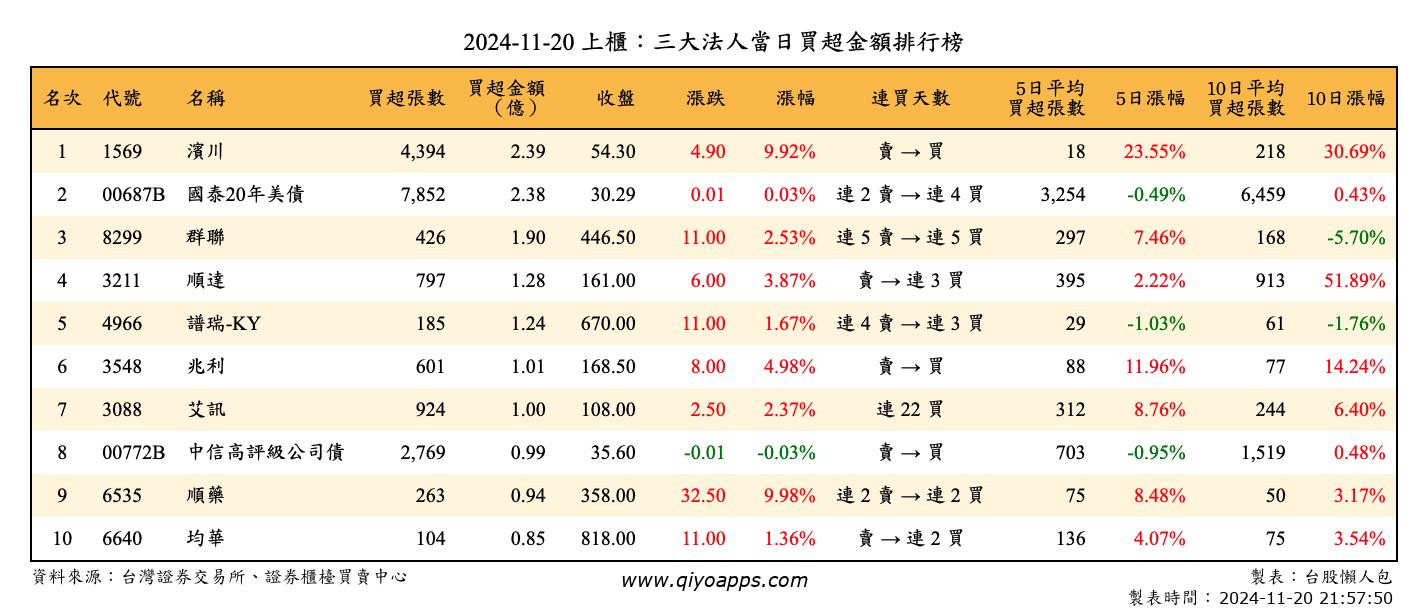 2024-11-20 上櫃：三大法人當日買超金額排行榜
名次 代號 名稱 買超張數 買超金額（億） 收盤 漲跌 漲幅 連買天數 5日平均買超張數 5日漲幅 10日平均買超張數 10日漲幅
1 1569 濱川 4,394 2.39 54.30 4.90 9.92% 賣 → 買 18 23.55% 218 30.69%
2 00687B 國泰20年美債 7,852 2.38 30.29 0.01 0.03% 連 2 賣 → 連 4 買 3,254 -0.49% 6,459 0.43%
3 8299 群聯 426 1.90 446.50 11.00 2.53% 連 5 賣 → 連 5 買 297 7.46% 168 -5.70%
4 3211 順達 797 1.28 161.00 6.00 3.87% 賣 → 連 3 買 395 2.22% 913 51.89%
5 4966 譜瑞-KY 185 1.24 670.00 11.00 1.67% 連 4 賣 → 連 3 買 29 -1.03% 61 -1.76%
6 3548 兆利 601 1.01 168.50 8.00 4.98% 賣 → 買 88 11.96% 77 14.24%
7 3088 艾訊 924 1.00 108.00 2.50 2.37% 連 22 買 312 8.76% 244 6.40%
8 00772B 中信高評級公司債 2,769 0.99 35.60 -0.01 -0.03% 賣 → 買 703 -0.95% 1,519 0.48%
9 6535 順藥 263 0.94 358.00 32.50 9.98% 連 2 賣 → 連 2 買 75 8.48% 50 3.17%
10 6640 均華 104 0.85 818.00 11.00 1.36% 賣 → 連 2 買 136 4.07% 75 3.54%
資料來源：台灣證券交易所、證券櫃檯買賣中心
www.qiyoapps.com
製表：台股懶人包
製表時間：2024-11-20 21:57:50